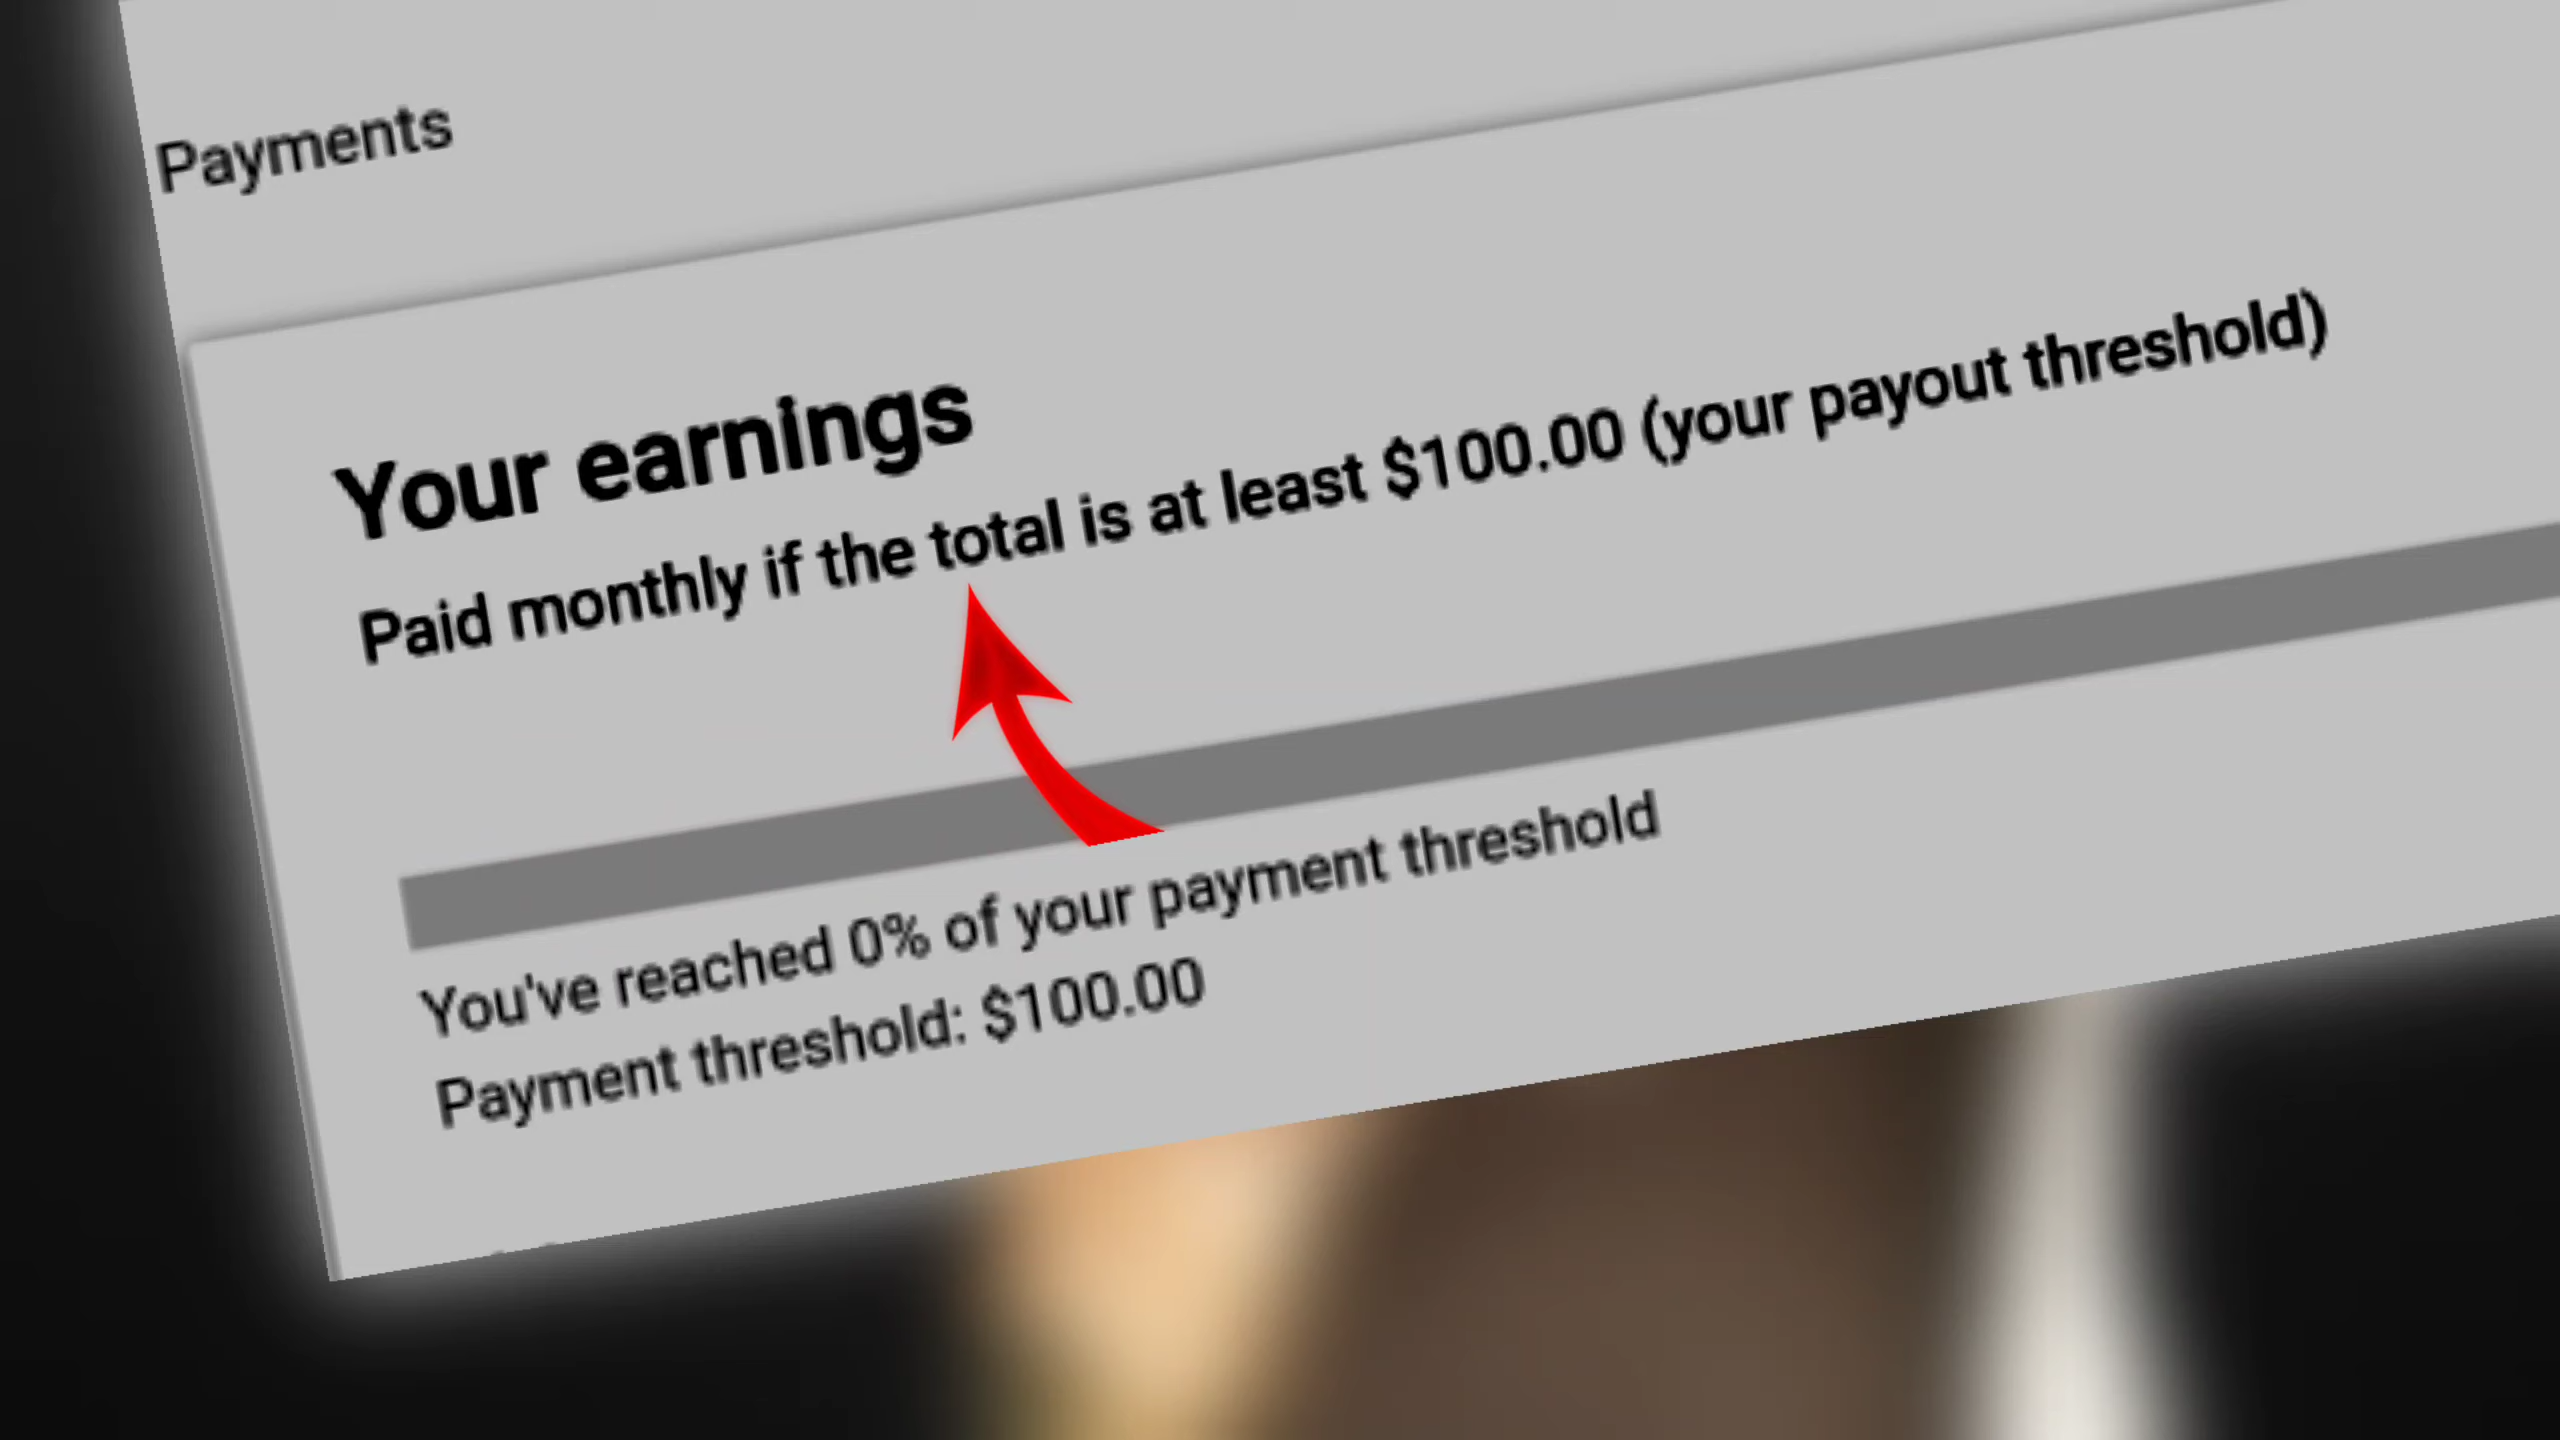 Payments
Your earnings
Paid monthly if the total is at least $100.00 (your payout threshold)
You've reached 0% of your payment threshold
Payment threshold: $100.00